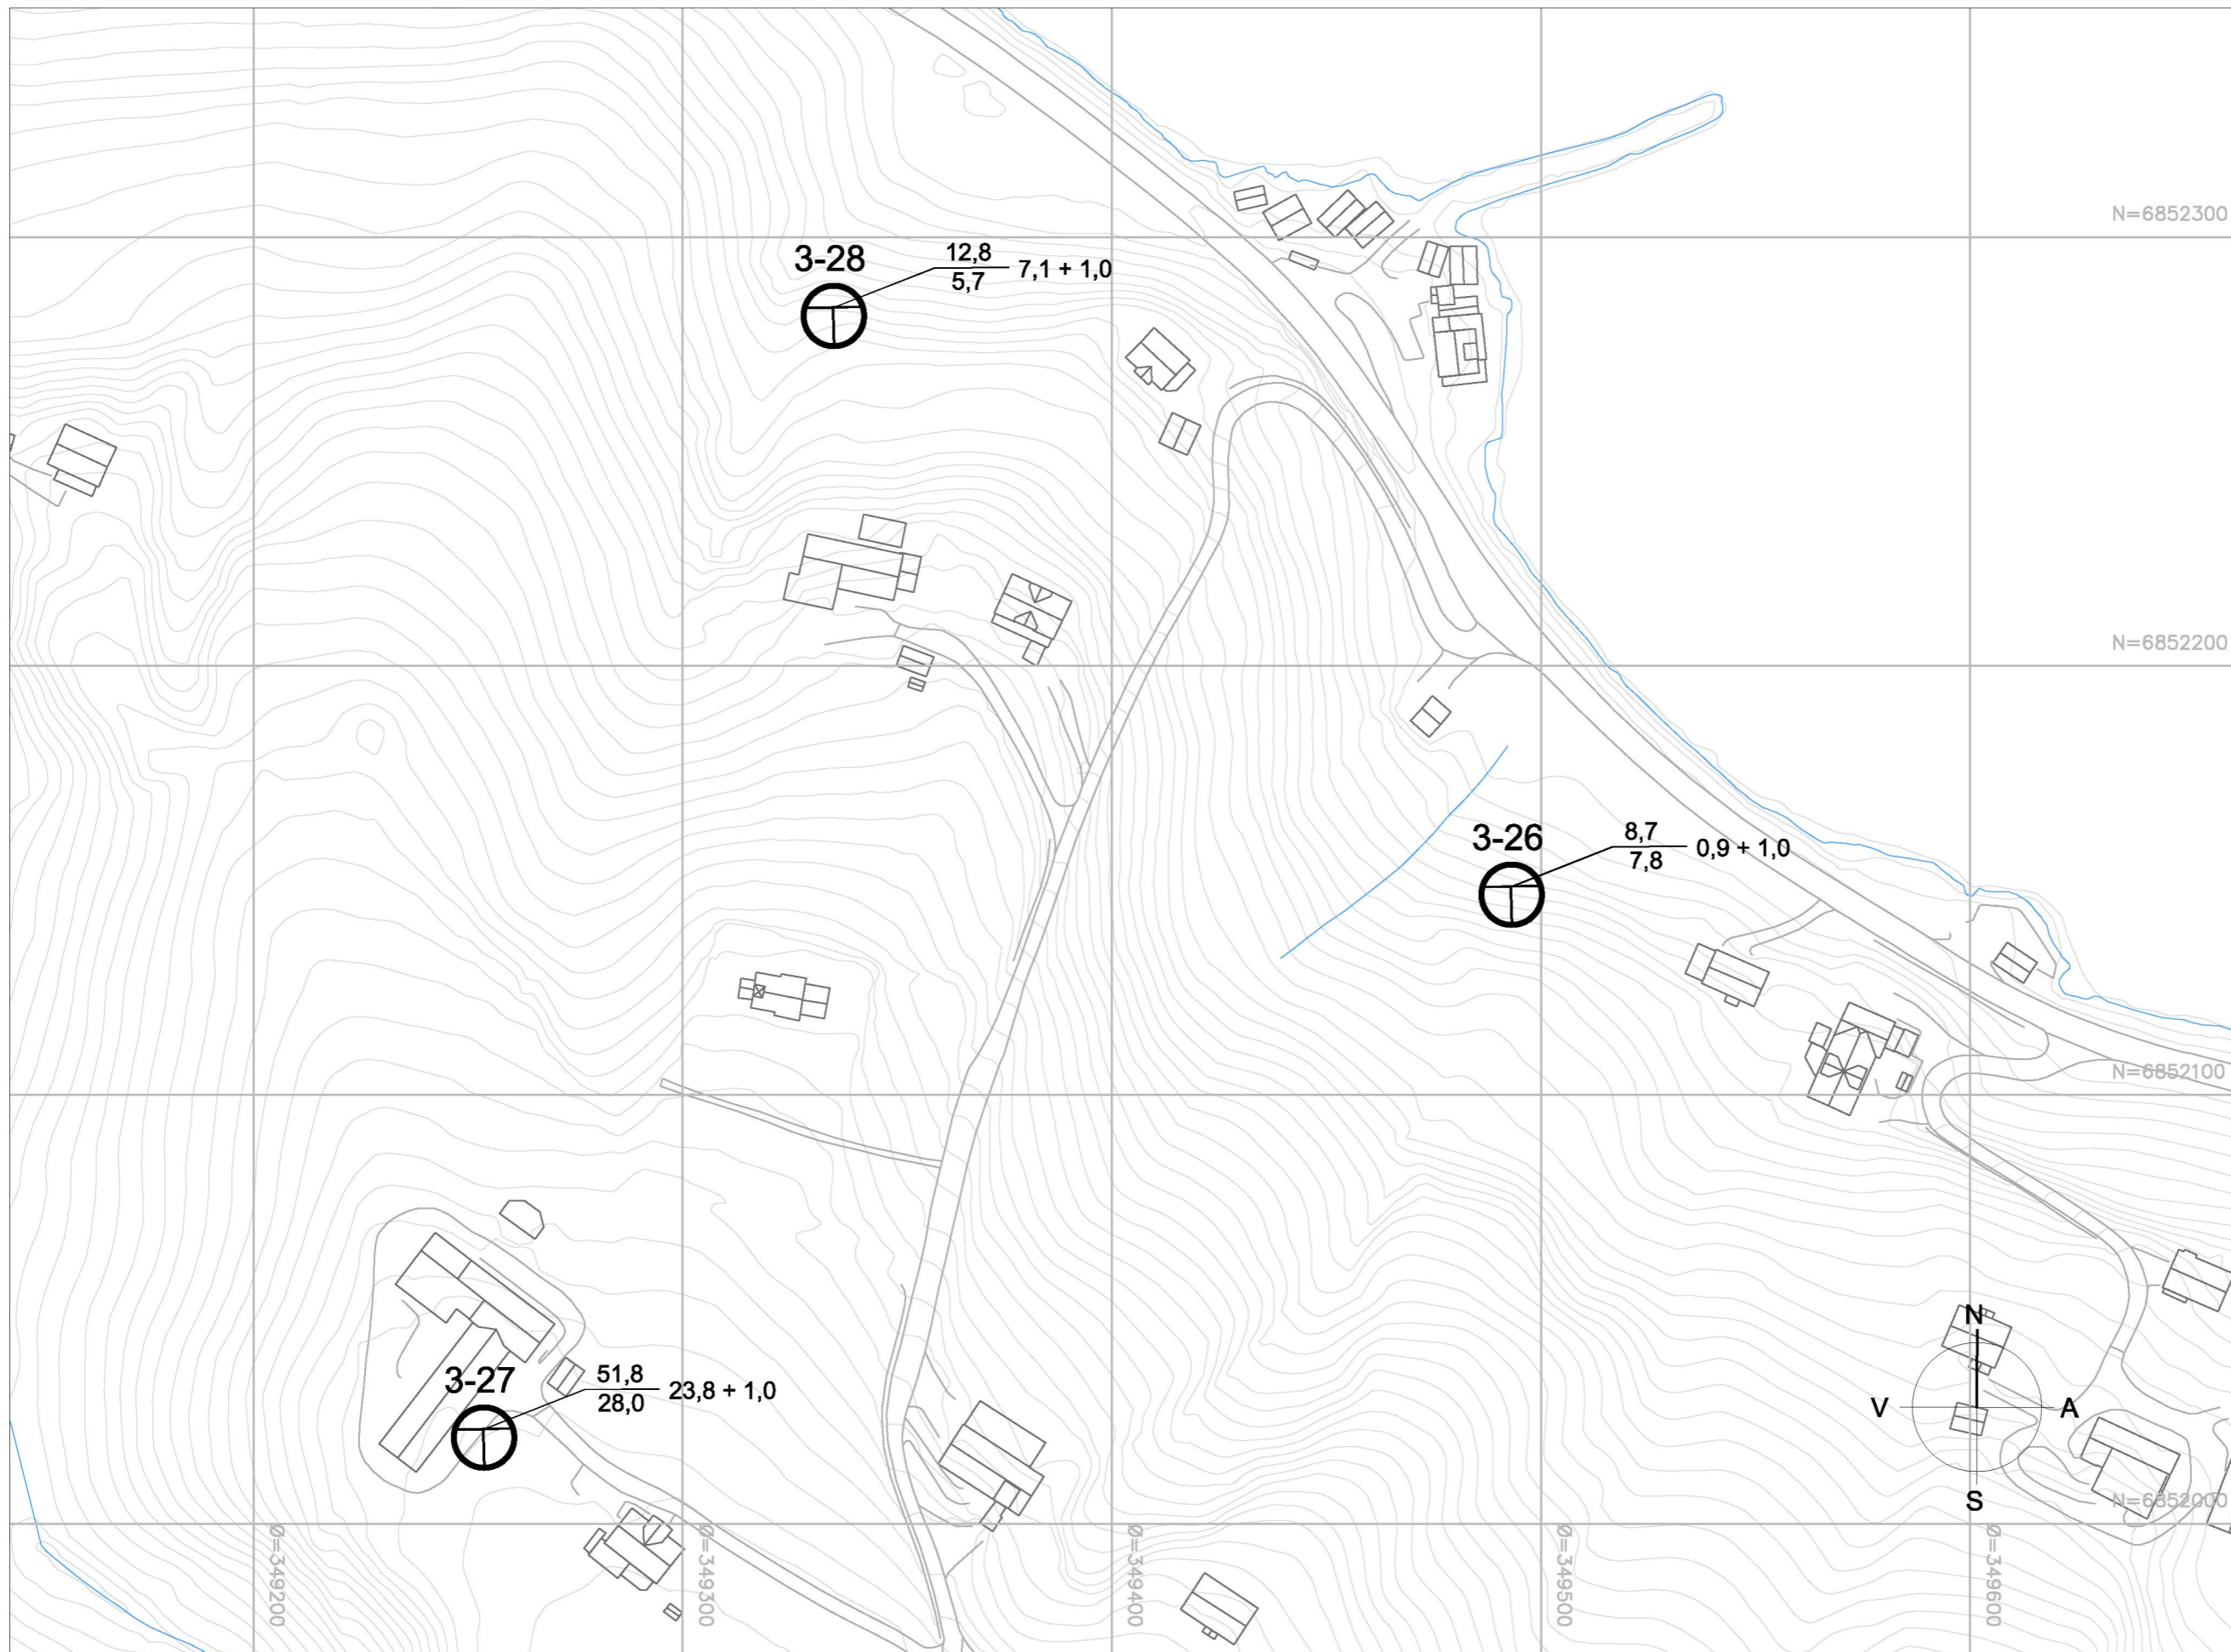 N=6852300
3-28
12,8
5,7
7,1 + 1,0
N=6852200
3-26
8,7
7,8
0,9 + 1,0
N=6852100
N
3-27
51,8
28,0
23,8 + 1,0
V
A
S
N=6852000
Ø=349200
Ø=349300
Ø=349400
Ø=349500
Ø=349600